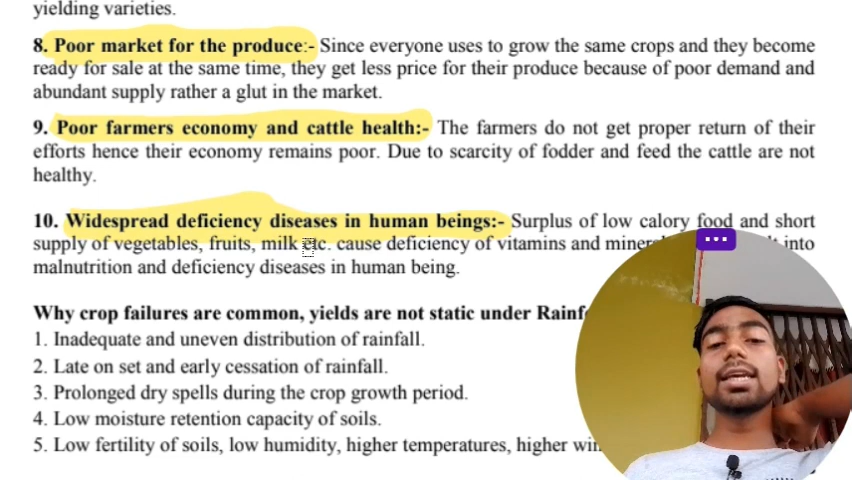 yielding varieties.
8. Poor market for the produce:- Since everyone uses to grow the same crops and they become
ready for sale at the same time, they get less price for their produce because of poor demand and
abundant supply rather a glut in the market.
9. Poor farmers economy and cattle health:- The farmers do not get proper return of their
efforts hence their economy remains poor. Due to scarcity of fodder and feed the cattle are not
healthy.
10. Widespread deficiency diseases in human beings:- Surplus of low calory food and short
supply of vegetables, fruits, milk etc. cause deficiency of vitamins and into
malnutrition and deficiency diseases in human being.
Why crop failures are common, yields are not static under
1. Inadequate and uneven distribution of rainfall.
2. Late on set and early cessation of rainfall.
3. Prolonged dry spells during the crop growth period.
4. Low moisture retention capacity of soils.
5. Low fertility of soils, low humidity, higher temperatures, higher